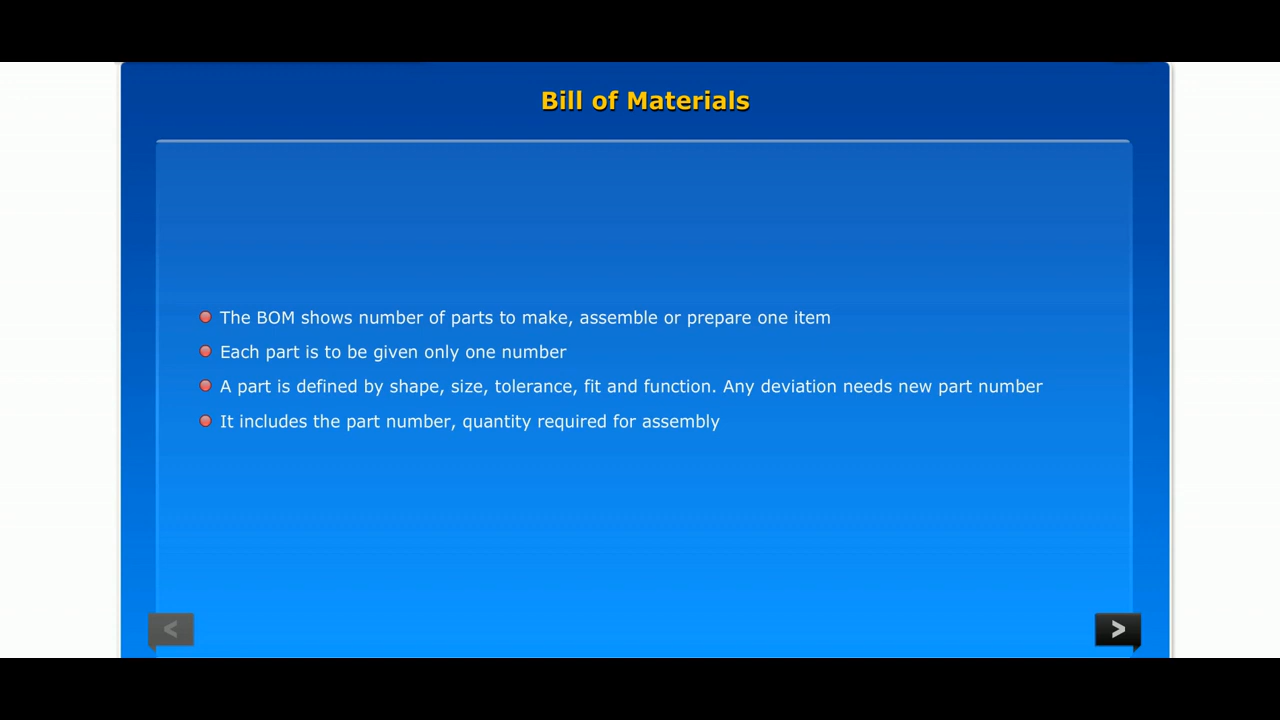 Bill of Materials
The BOM shows number of parts to make, assemble or prepare one item
Each part is to be given only one number
A part is defined by shape, size, tolerance, fit and function. Any deviation needs new part number
It includes the part number, quantity required for assembly
< >